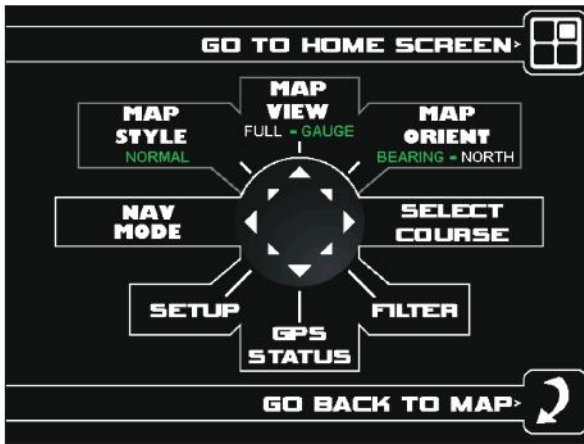 GO TO HOME SCREEN>
MAP
VIEW
FULL - GAUGE
MAP
STYLE
NORMAL
MAP
ORIENT
BEARING - NORTH
NAV
MODE
SELECT
COURSE
SETUP
GPS
STATUS
FILTER
GO BACK TO MAP>